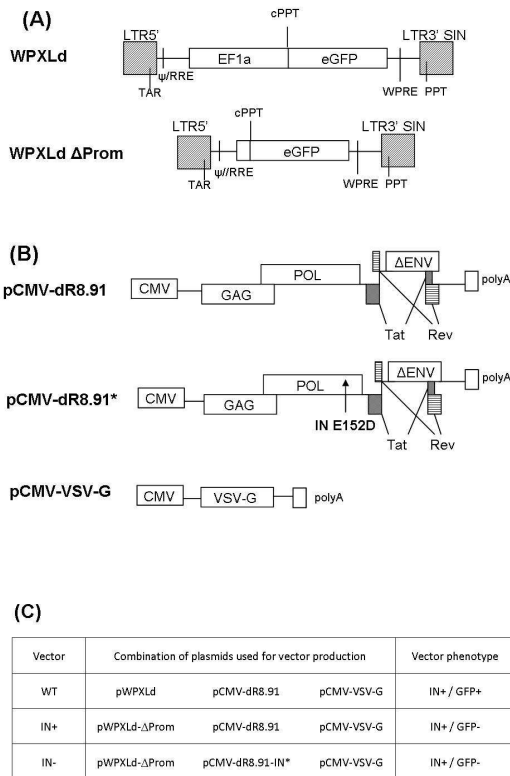 (A)
cPPT
LTR5' LTR3' SIN
WPXLd EF1a eGFP
ψ/RRE
TAR WPRE PPT
cPPT
LTR5' LTR3' SIN
WPXLd ΔProm eGFP
ψ//RRE
TAR WPRE PPT
(B)
POL ΔENV
pCMV-dR8.91 CMV polyA
GAG
Tat Rev
POL ΔENV
pCMV-dR8.91* CMV polyA
GAG
IN E152D
Tat Rev
pCMV-VSV-G CMV VSV-G polyA
(C)
Vector Combination of plasmids used for vector production Vector phenotype
WT pWPXLd pCMV-dR8.91 pCMV-VSV-G IN+ / GFP+
IN+ pWPXLd-ΔProm pCMV-dR8.91 pCMV-VSV-G IN+ / GFP-
IN- pWPXLd-ΔProm pCMV-dR8.91-IN* pCMV-VSV-G IN+ / GFP-